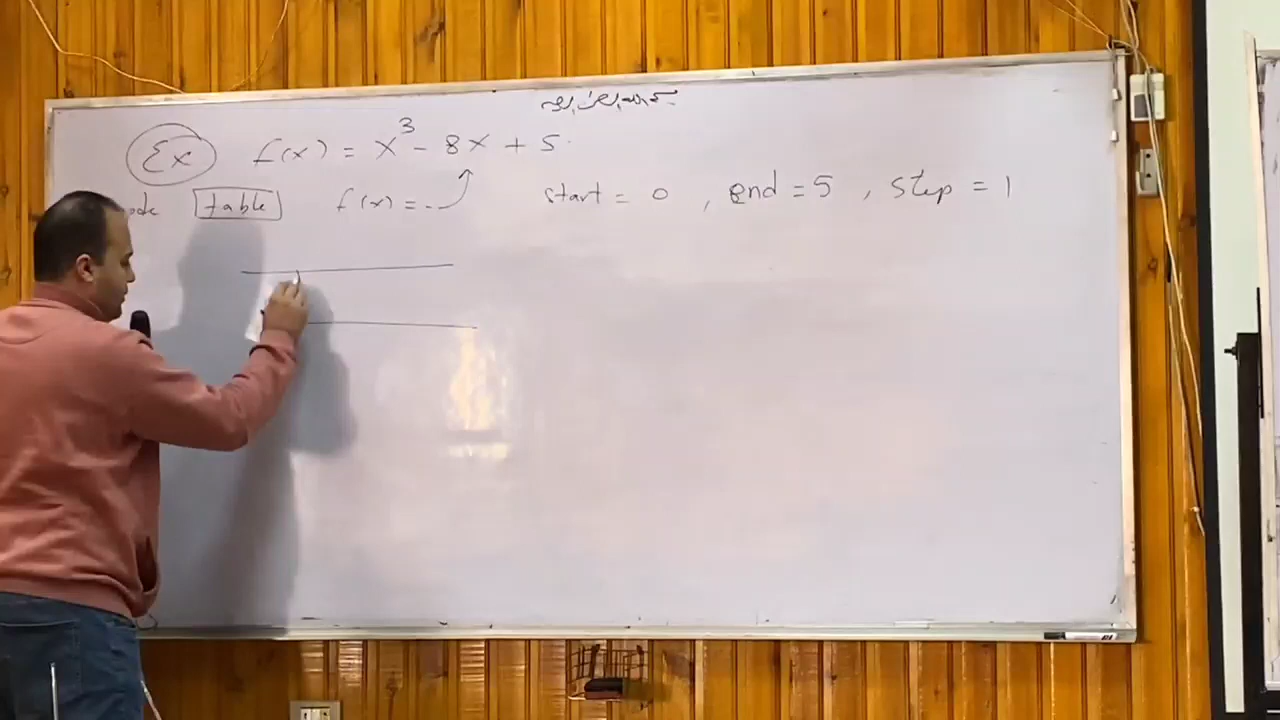 Ex f(x) = x³ - 8x + 5
table f(x) = - start = 0 , end = 5 , step = 1